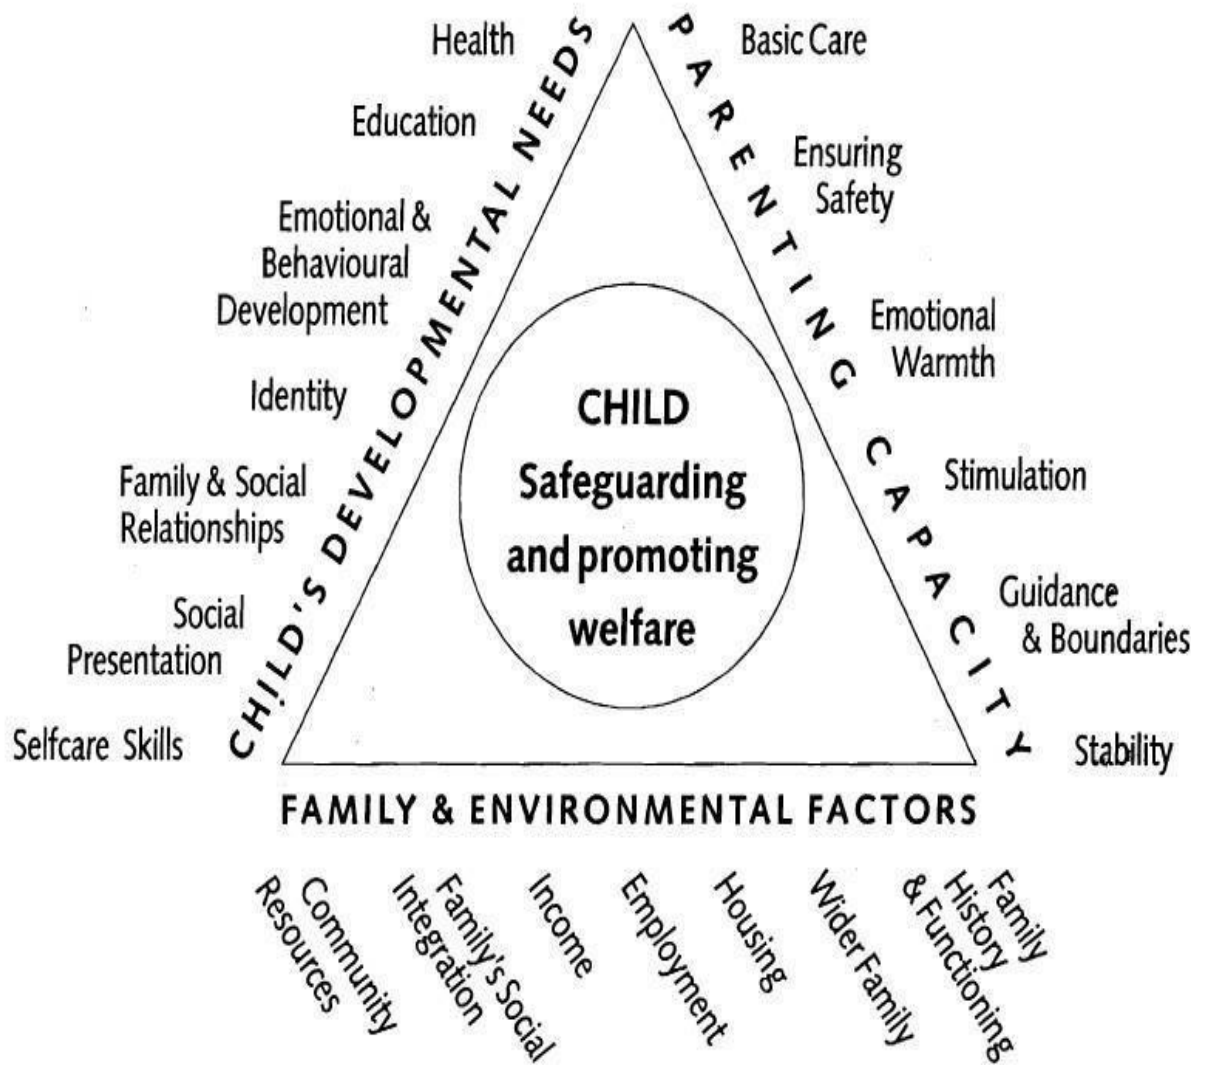 Health
Education
Emotional &
Behavioural
Development
Identity
Family & Social
Relationships
Social
Presentation
Selfcare Skills
CHILD'S DEVELOPMENTAL NEEDS
PARENTING CAPACITY
Basic Care
Ensuring
Safety
Emotional
Warmth
Stimulation
Guidance
& Boundaries
Stability
CHILD
Safeguarding
and promoting
welfare
FAMILY & ENVIRONMENTAL FACTORS
Community
Resources
Family's Social
Integration
Income
Employment
Housing
Wider Family
Family
History
& Functioning